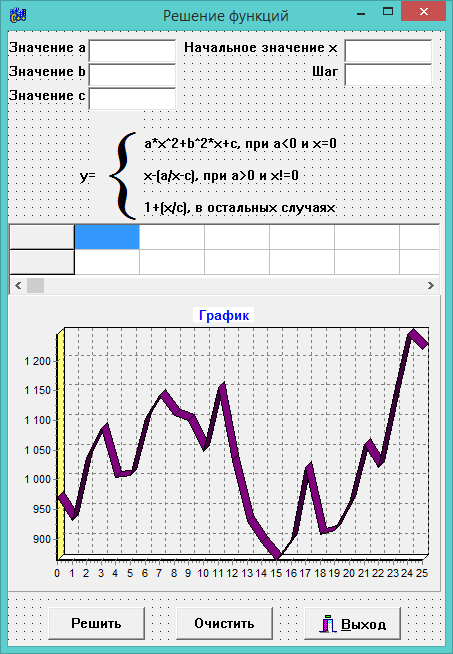 Решение функций
Значение a
Начальное значение x
Значение b
Шаг
Значение c
a*x^2+b^2*x+c, при a<0 и x=0
y=
x-(a/x-c), при a>0 и x!=0
1+(x/c), в остальных случаях
График
1 200
1 150
1 100
1 050
1 000
950
900
0 1 2 3 4 5 6 7 8 9 10 11 12 13 14 15 16 17 18 19 20 21 22 23 24 25
Решить
Очистить
Выход